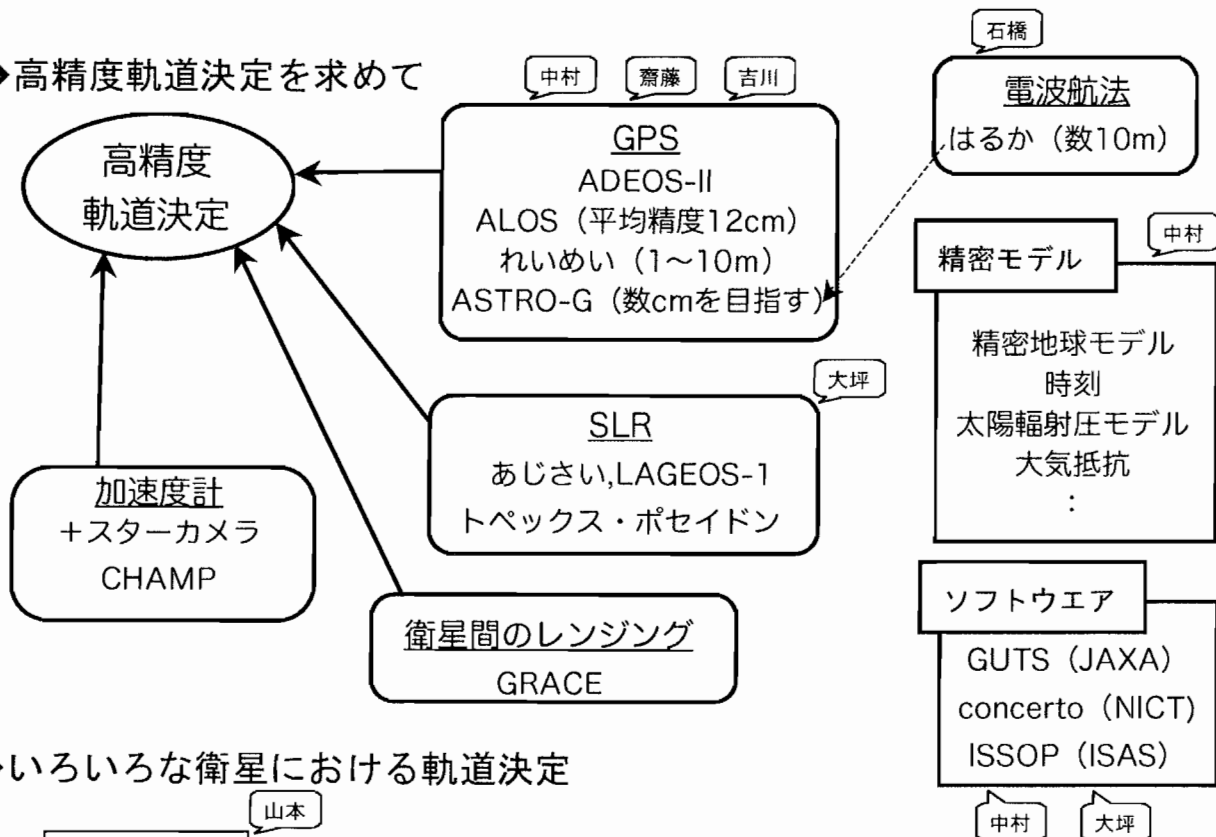 ◆高精度軌道決定を求めて
高精度
軌道決定
中村
齋藤
吉川
GPS
ADEOS-II
ALOS（平均精度12cm）
れいめい（1〜10m）
ASTRO-G（数cmを目指す）
石橋
電波航法
はるか（数10m）
中村
精密モデル
精密地球モデル
時刻
太陽輻射圧モデル
大気抵抗
：
大坪
SLR
あじさい,LAGEOS-1
トペックス・ポセイドン
加速度計
＋スターカメラ
CHAMP
衛星間のレンジング
GRACE
ソフトウエア
GUTS（JAXA）
concerto（NICT）
ISSOP（ISAS）
中村
大坪
いろいろな衛星における軌道決定
山本